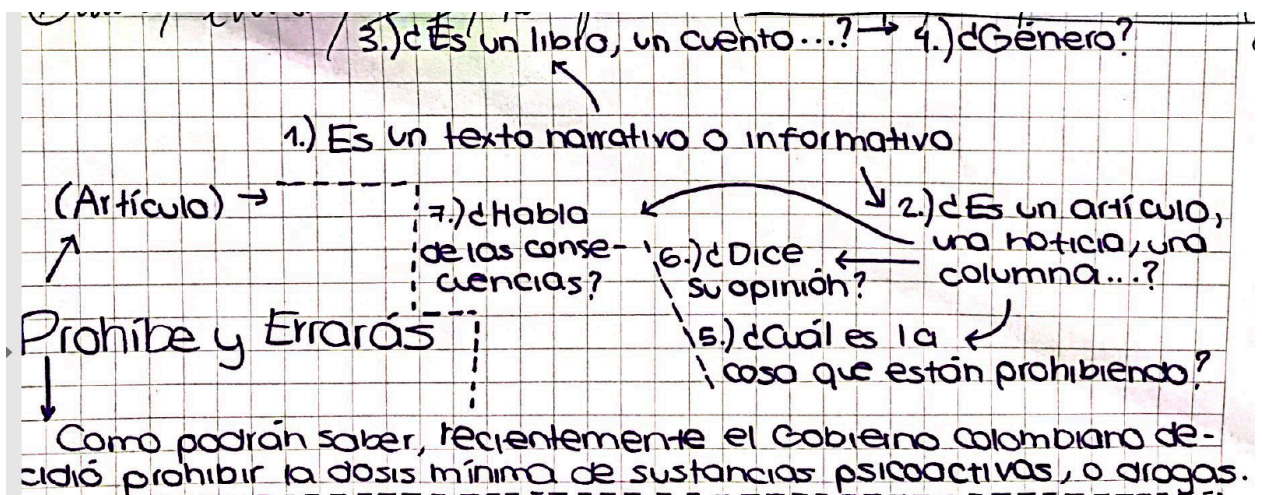 3.) ¿Es un libro, un cuento...? → 4.) ¿Género?
1.) Es un texto narrativo o informativo
(Artículo) →
7.) ¿Habla
de las conse-
cuencias?
2.) ¿Es un artículo,
una noticia, una
columna...?
6.) ¿Dice
su opinión?
5.) ¿Cuál es la
cosa que están prohibiendo?
Prohíbe y Errarás
Como podrán saber, recientemente el Gobierno Colombiano de-
cidió prohibir la dosis mínima de sustancias psicoactivas, o drogas.